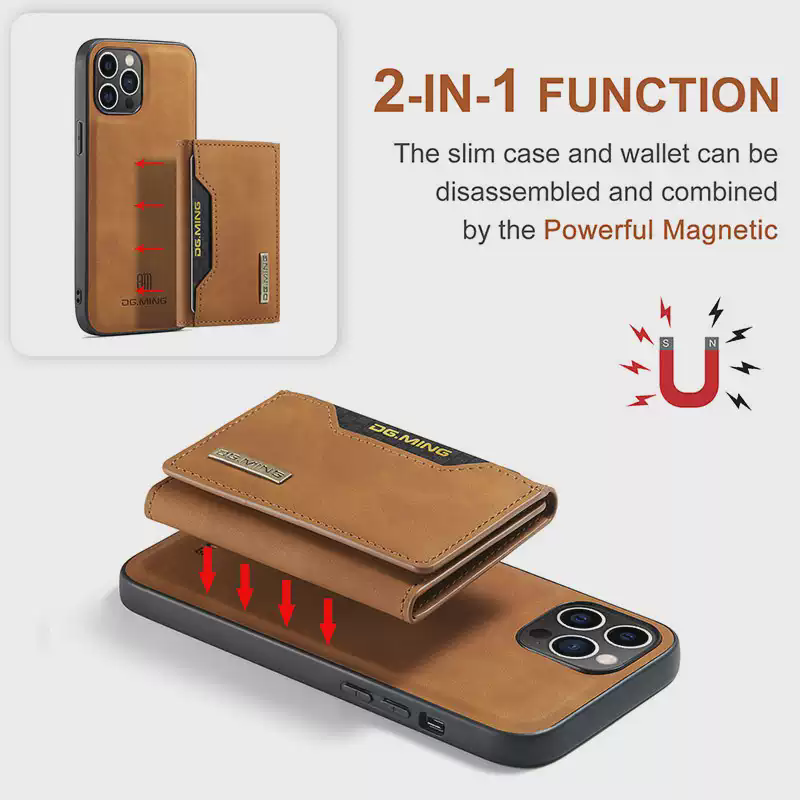 2-IN-1 FUNCTION
The slim case and wallet can be
disassembled and combined
by the Powerful Magnetic
DG.MING
DG.MING
DG.MING
S N
DG.MING
DG.MING